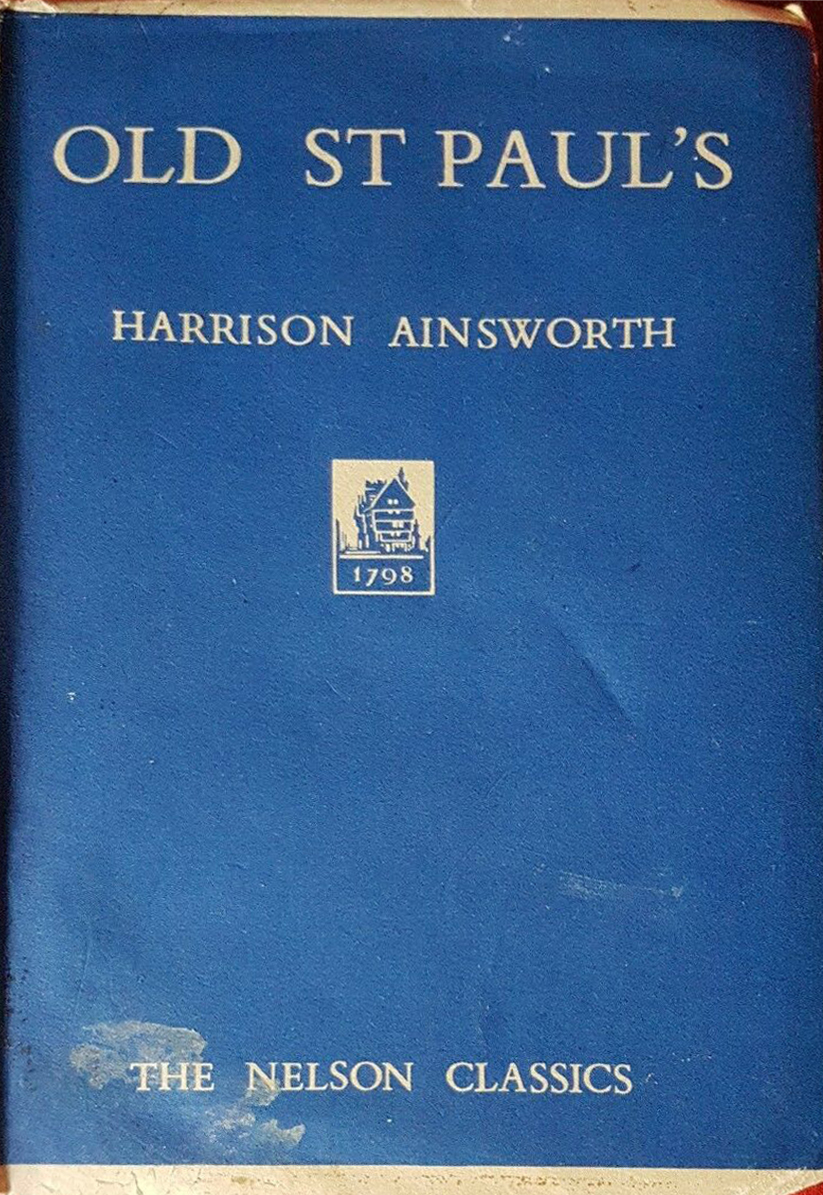 OLD ST PAUL'S
HARRISON AINSWORTH
1798
THE NELSON CLASSICS